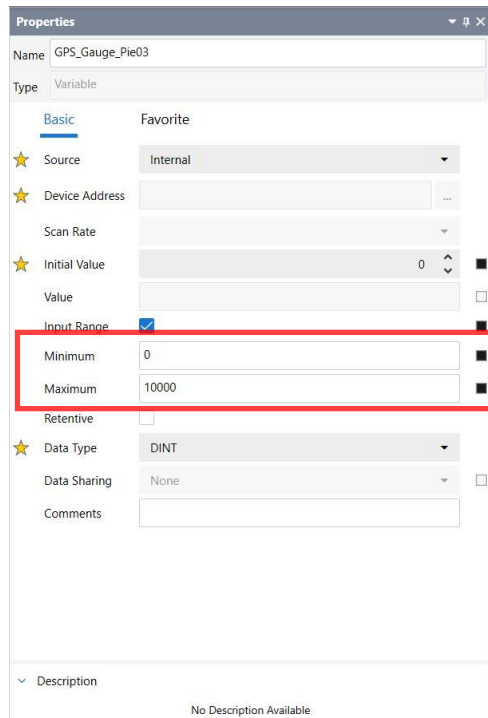 Properties
Name GPS_Gauge_Pie03
Type Variable
Basic Favorite
Source Internal
Device Address ...
Scan Rate
Initial Value 0
Value
Input Range
Minimum 0
Maximum 10000
Retentive
Data Type DINT
Data Sharing None
Comments
Description
No Description Available